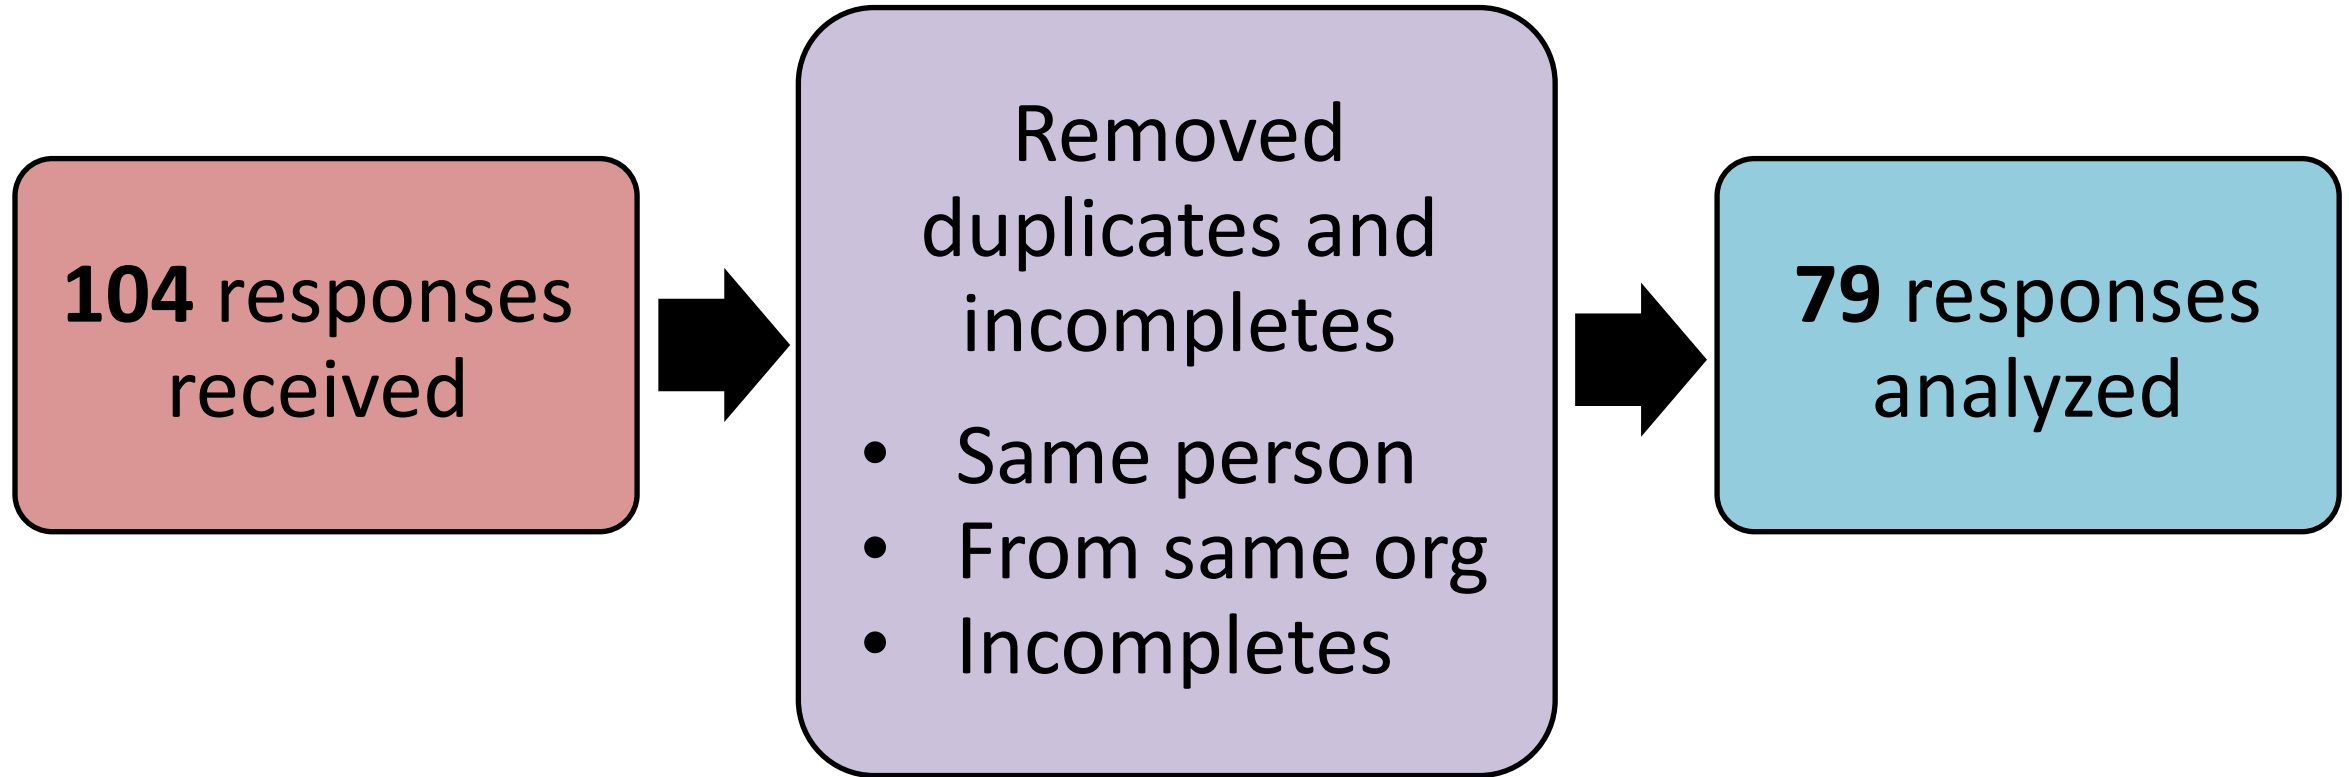 104 responses
received
Removed
duplicates and
incompletes
• Same person
• From same org
• Incompletes
79 responses
analyzed